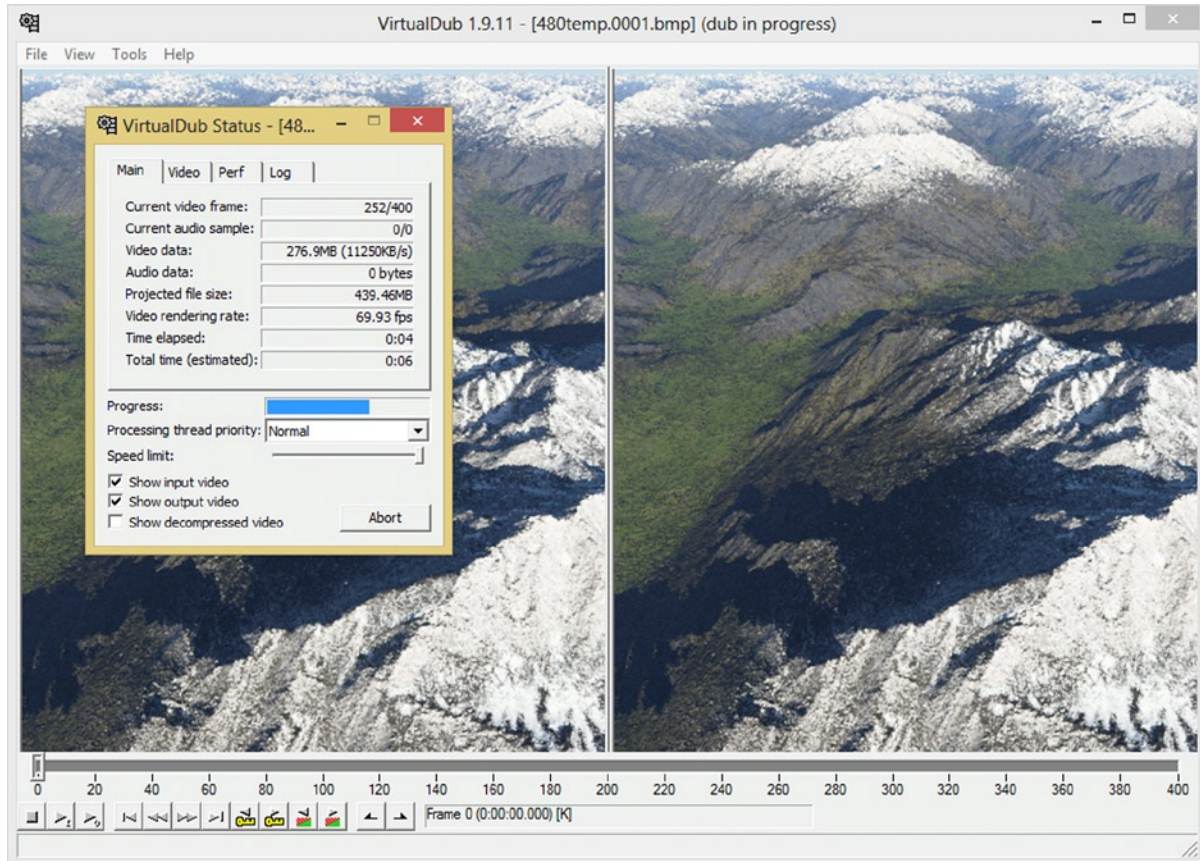 VirtualDub 1.9.11 - [480temp.0001.bmp] (dub in progress)
File View Tools Help
VirtualDub Status - [48...
Main Video Perf Log
Current video frame: 252/400
Current audio sample: 0/0
Video data: 276.9MB (11250KB/s)
Audio data: 0 bytes
Projected file size: 439.46MB
Video rendering rate: 69.93 fps
Time elapsed: 0:04
Total time (estimated): 0:06
Progress:
Processing thread priority: Normal
Speed limit:
Show input video
Show output video
Show decompressed video
Abort
0 20 40 60 80 100 120 140 160 180 200 220 240 260 280 300 320 340 360 380 400
Frame 0 (0:00:00.000) [K]